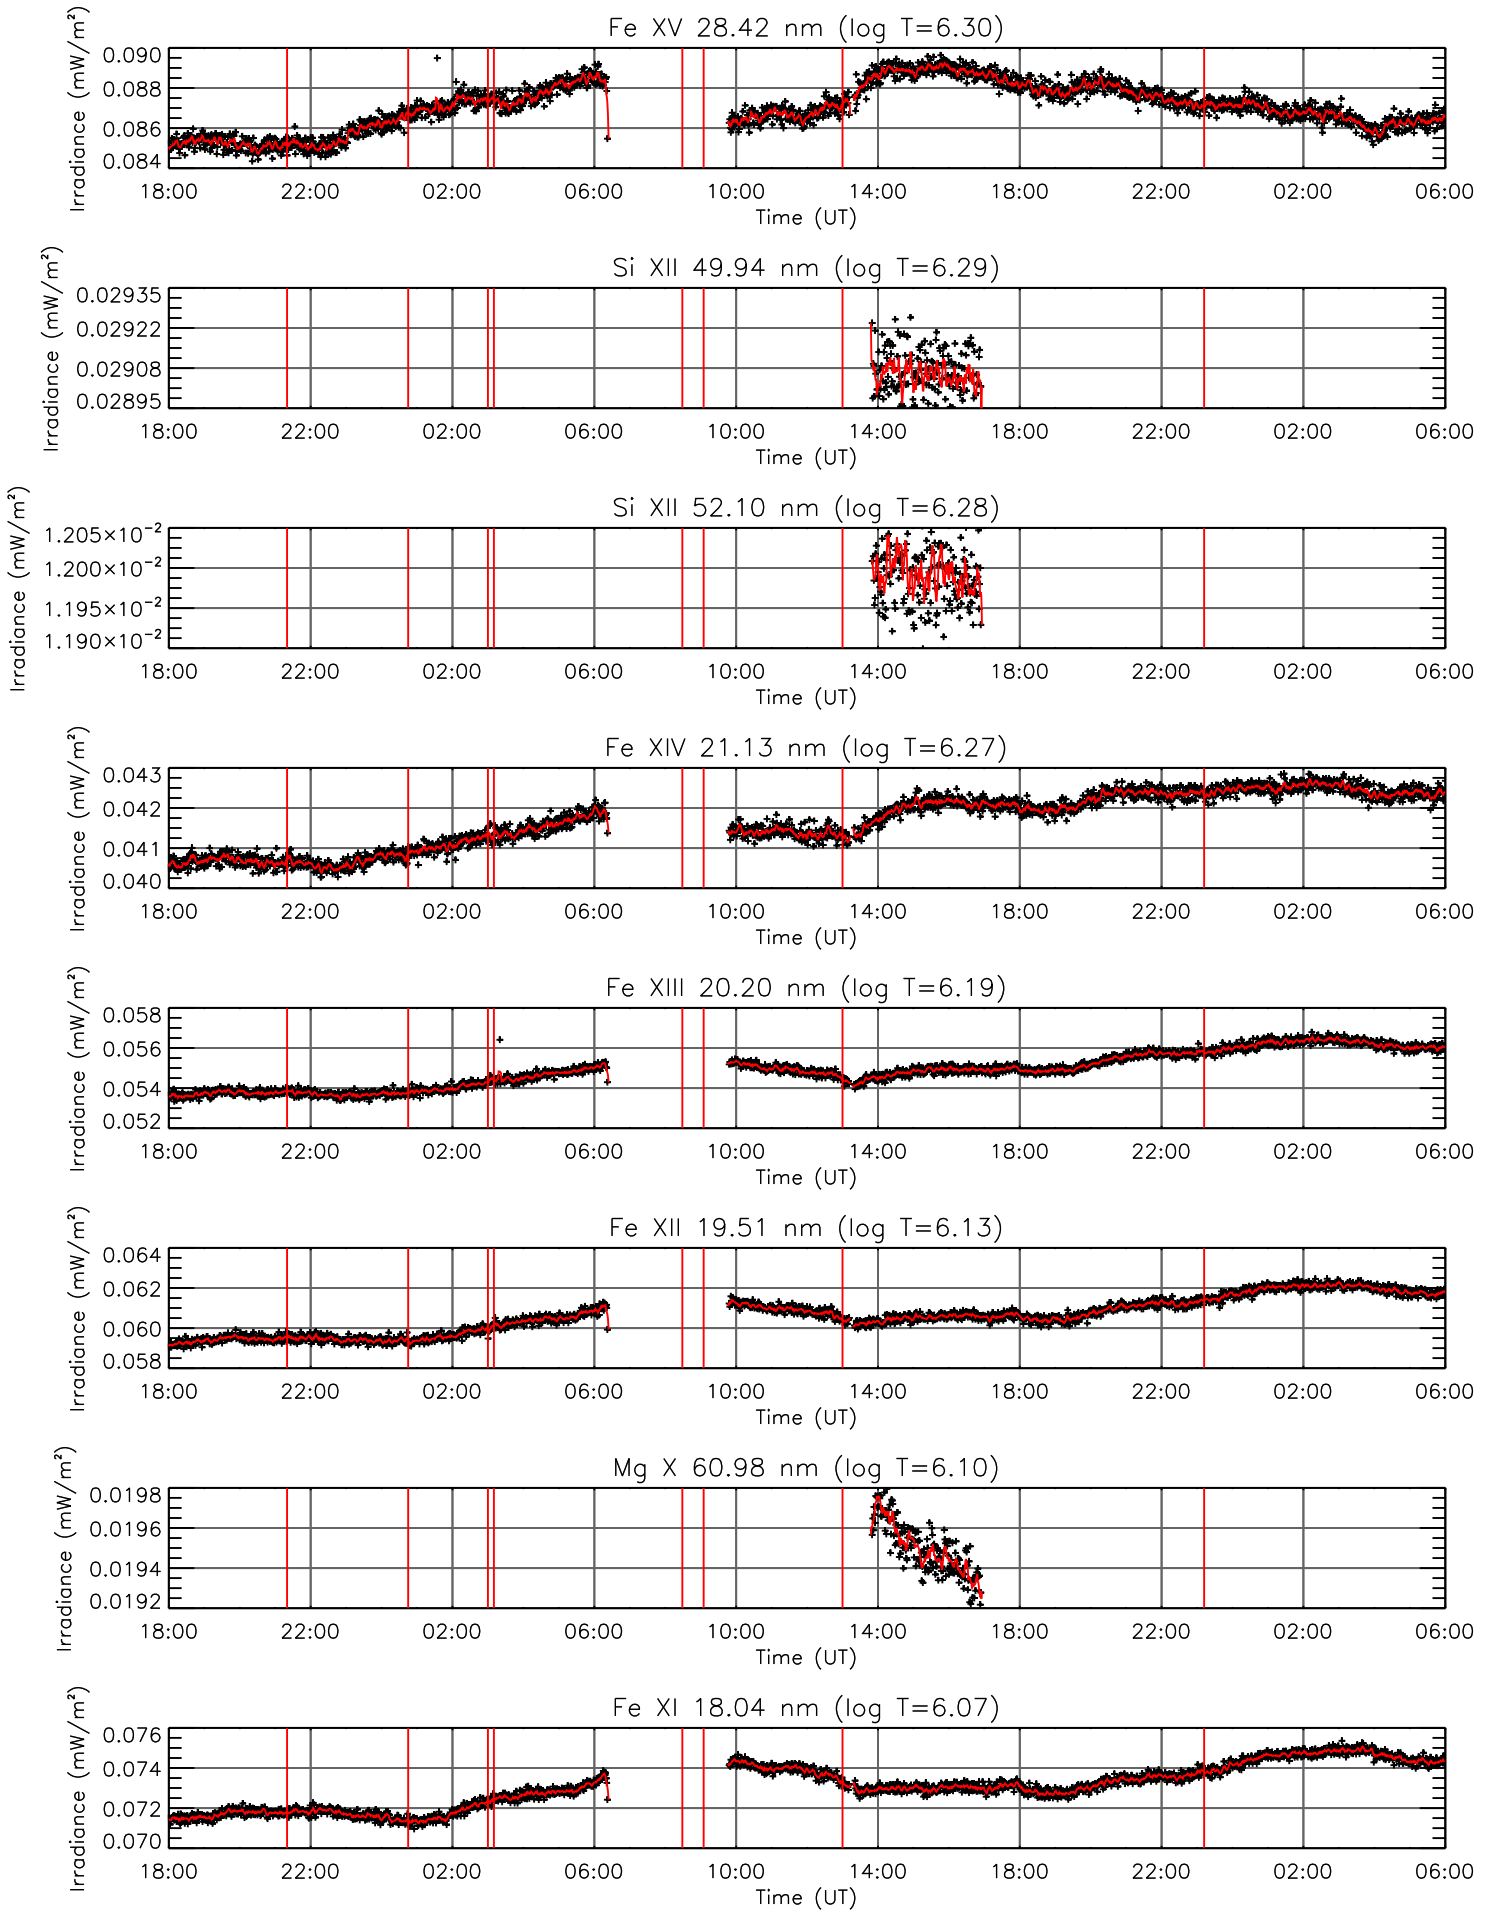 Fe XV 28.42 nm (log T=6.30)
Irradiance (mW/m²)
0.090
0.088
0.086
0.084
18:00 22:00 02:00 06:00 10:00 14:00 18:00 22:00 02:00 06:00
Time (UT)
Si XII 49.94 nm (log T=6.29)
Irradiance (mW/m²)
0.02935
0.02922
0.02908
0.02895
18:00 22:00 02:00 06:00 10:00 14:00 18:00 22:00 02:00 06:00
Time (UT)
Si XII 52.10 nm (log T=6.28)
Irradiance (mW/m²)
1.205×10⁻²
1.200×10⁻²
1.195×10⁻²
1.190×10⁻²
18:00 22:00 02:00 06:00 10:00 14:00 18:00 22:00 02:00 06:00
Time (UT)
Fe XIV 21.13 nm (log T=6.27)
Irradiance (mW/m²)
0.043
0.042
0.041
0.040
18:00 22:00 02:00 06:00 10:00 14:00 18:00 22:00 02:00 06:00
Time (UT)
Fe XIII 20.20 nm (log T=6.19)
Irradiance (mW/m²)
0.058
0.056
0.054
0.052
18:00 22:00 02:00 06:00 10:00 14:00 18:00 22:00 02:00 06:00
Time (UT)
Fe XII 19.51 nm (log T=6.13)
Irradiance (mW/m²)
0.064
0.062
0.060
0.058
18:00 22:00 02:00 06:00 10:00 14:00 18:00 22:00 02:00 06:00
Time (UT)
Mg X 60.98 nm (log T=6.10)
Irradiance (mW/m²)
0.0198
0.0196
0.0194
0.0192
18:00 22:00 02:00 06:00 10:00 14:00 18:00 22:00 02:00 06:00
Time (UT)
Fe XI 18.04 nm (log T=6.07)
Irradiance (mW/m²)
0.076
0.074
0.072
0.070
18:00 22:00 02:00 06:00 10:00 14:00 18:00 22:00 02:00 06:00
Time (UT)